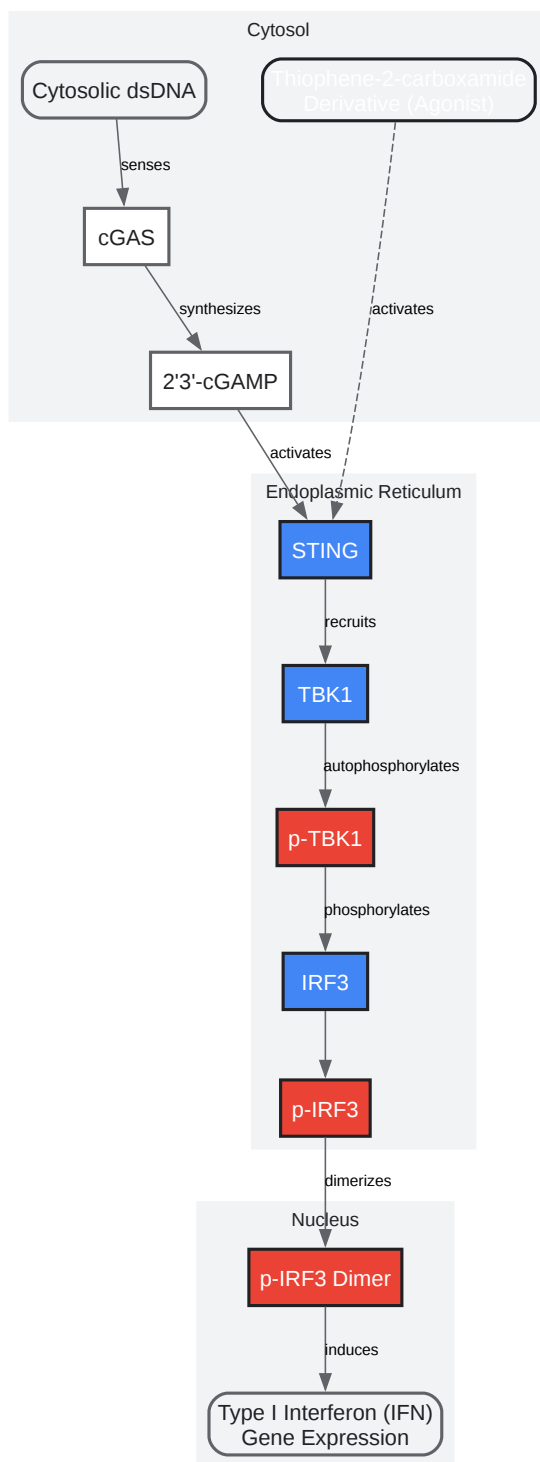 Cytosol
Cytosolic dsDNA
Thiophene-2-carboxamide
Derivative (Agonist)
senses
cGAS
synthesizes
activates
2'3'-cGAMP
activates
Endoplasmic Reticulum
STING
recruits
TBK1
autophosphorylates
p-TBK1
phosphorylates
IRF3
p-IRF3
dimerizes
Nucleus
p-IRF3 Dimer
induces
Type I Interferon (IFN)
Gene Expression